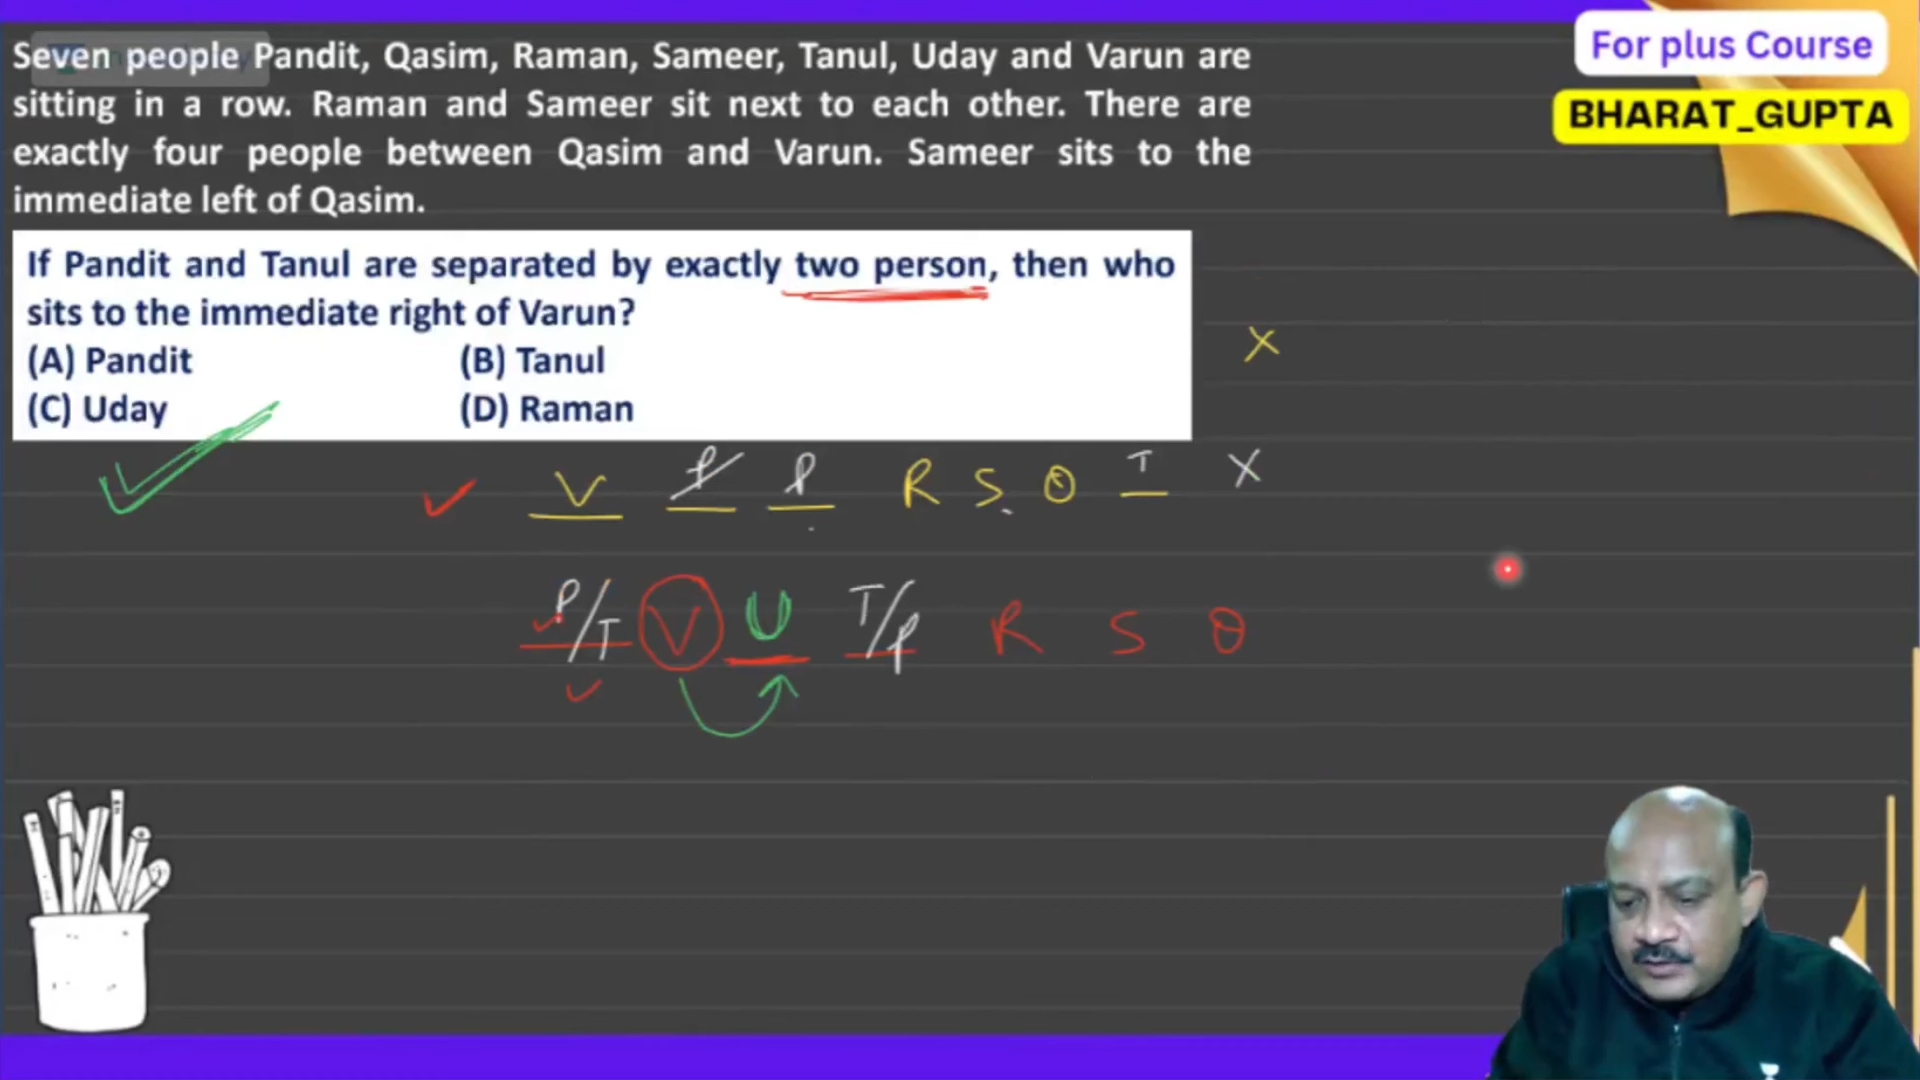 Seven people Pandit, Qasim, Raman, Sameer, Tanul, Uday and Varun are
sitting in a row. Raman and Sameer sit next to each other. There are
exactly four people between Qasim and Varun. Sameer sits to the
immediate left of Qasim.
For plus Course
BHARAT_GUPTA
If Pandit and Tanul are separated by exactly two person, then who
sits to the immediate right of Varun?
(A) Pandit (B) Tanul
(C) Uday (D) Raman
X
V P P R S Q T X
P/T V U T/P R S Q